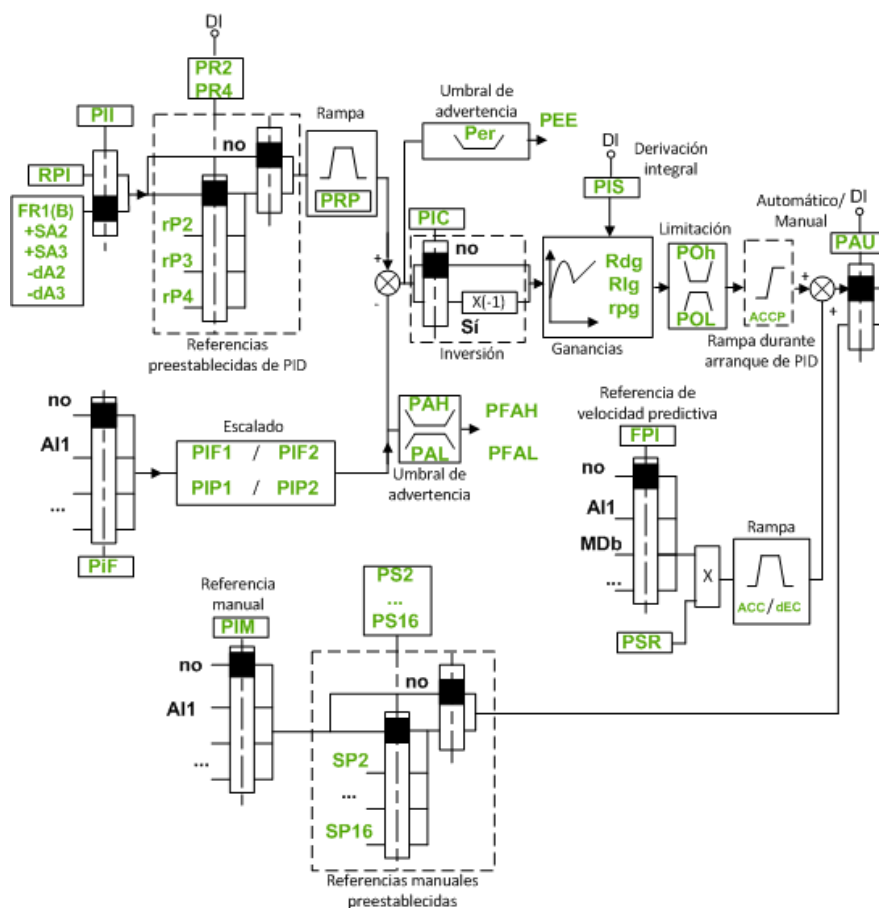 DI
PR2
PR4
PII
no
RPI
FR1(B)
+SA2
+SA3
-dA2
-dA3
rP2
rP3
rP4
Referencias
preestablecidas de PID
Rampa
PRP
+
-
Umbral de
advertencia
Per
PEE
PIC
no
X(-1)
Sí
Inversión
DI
Derivación
integral
PIS
Rdg
RIg
rpg
Ganancias
Limitación
POh
POL
ACCP
Rampa durante
arranque de PID
+
+
Automático/
Manual
DI
PAU
no
AI1
...
PiF
Escalado
PIF1 / PIF2
PIP1 / PIP2
PAH
PAL
PFAH
PFAL
Umbral de
advertencia
Referencia de
velocidad predictiva
FPI
no
AI1
MDb
...
PSR
X
Rampa
ACC/dEC
Referencia
manual
PIM
no
AI1
...
PS2
...
PS16
no
SP2
...
SP16
Referencias manuales
preestablecidas